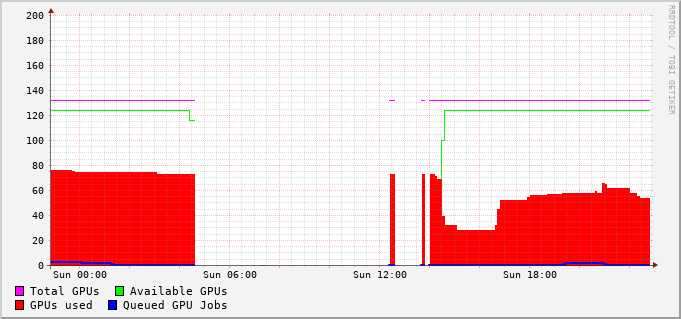 RRDTOOL / TOBI OETIKER
200
180
160
140
120
100
80
60
40
20
0
Sun 00:00 Sun 06:00 Sun 12:00 Sun 18:00
Total GPUs Available GPUs
GPUs used Queued GPU Jobs